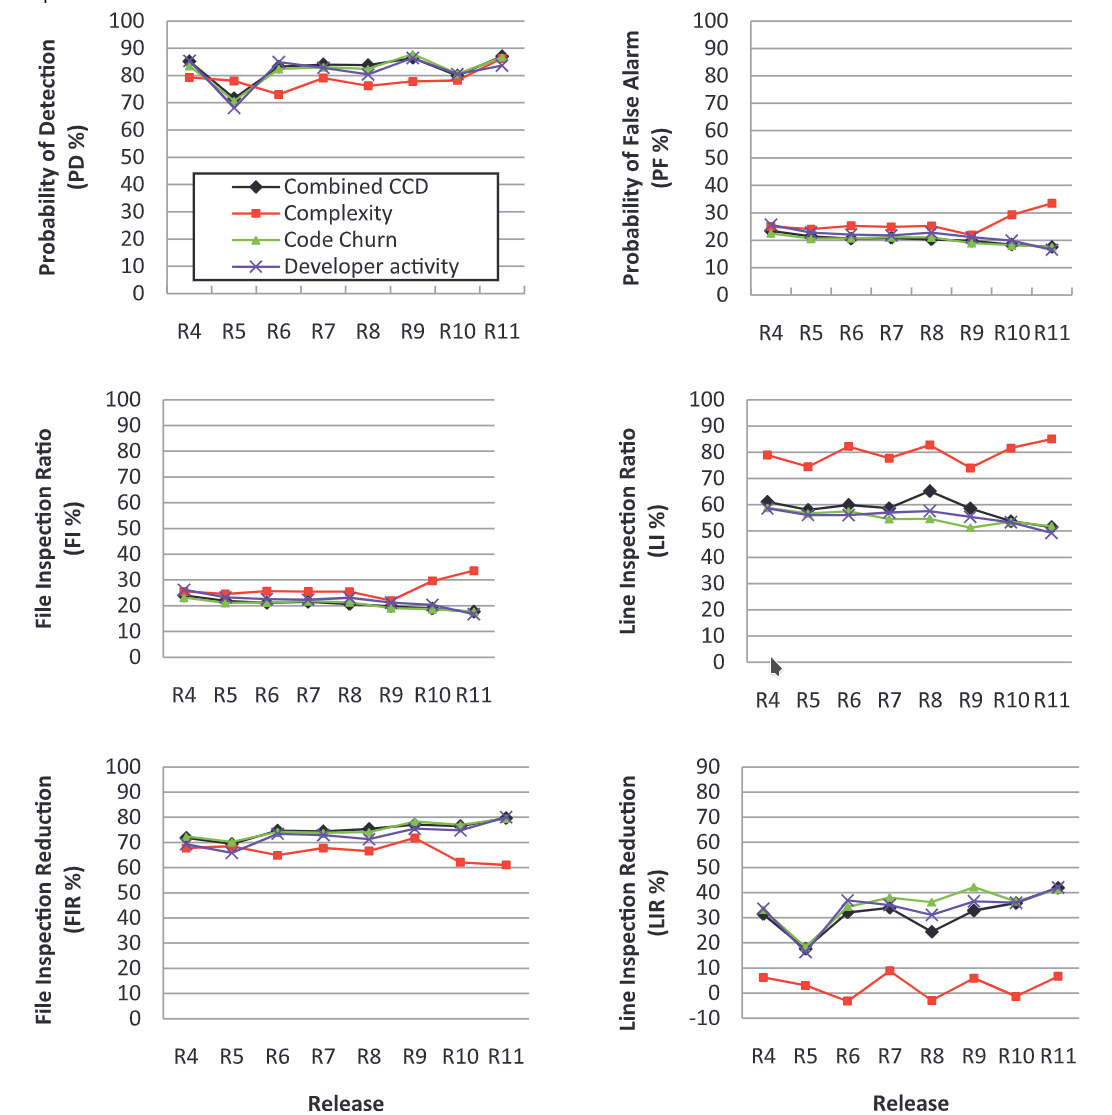 100
90
80
70
60
50
40
30
20
10
0
Probability of Detection
(PD %)
Combined CCD
Complexity
Code Churn
Developer activity
R4 R5 R6 R7 R8 R9 R10 R11
100
90
80
70
60
50
40
30
20
10
0
Probability of False Alarm
(PF %)
R4 R5 R6 R7 R8 R9 R10 R11
100
90
80
70
60
50
40
30
20
10
0
File Inspection Ratio
(FI %)
R4 R5 R6 R7 R8 R9 R10 R11
100
90
80
70
60
50
40
30
20
10
0
Line Inspection Ratio
(LI %)
R4 R5 R6 R7 R8 R9 R10 R11
100
90
80
70
60
50
40
30
20
10
0
File Inspection Reduction
(FIR %)
R4 R5 R6 R7 R8 R9 R10 R11
Release
90
80
70
60
50
40
30
20
10
0
-10
Line Inspection Reduction
(LIR %)
R4 R5 R6 R7 R8 R9 R10 R11
Release